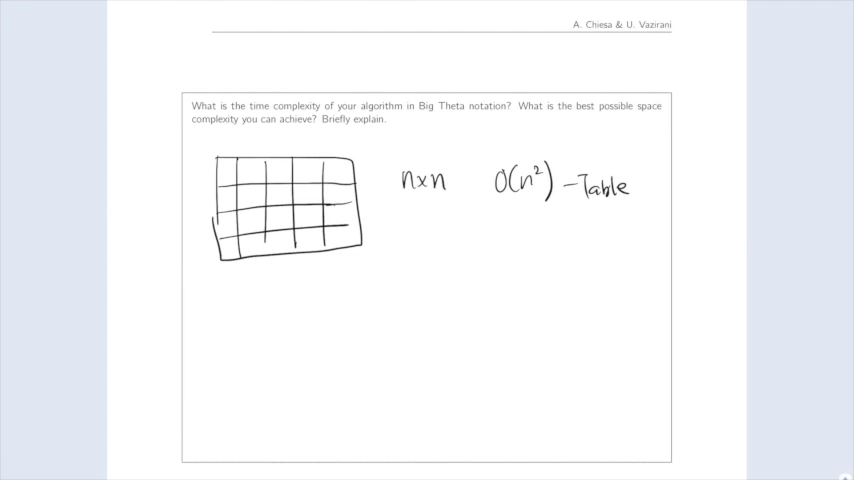 A. Chiesa & U. Vazirani
What is the time complexity of your algorithm in Big Theta notation? What is the best possible space
complexity you can achieve? Briefly explain.
n×n O(n²) – Table